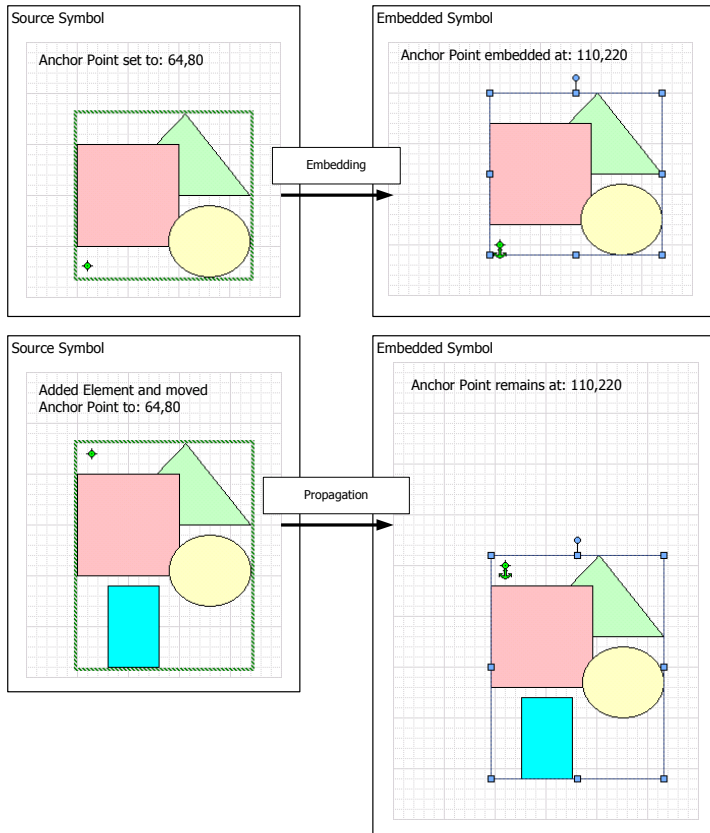 Source Symbol
Anchor Point set to: 64,80
Embedding
Embedded Symbol
Anchor Point embedded at: 110,220
Source Symbol
Added Element and moved
Anchor Point to: 64,80
Propagation
Embedded Symbol
Anchor Point remains at: 110,220